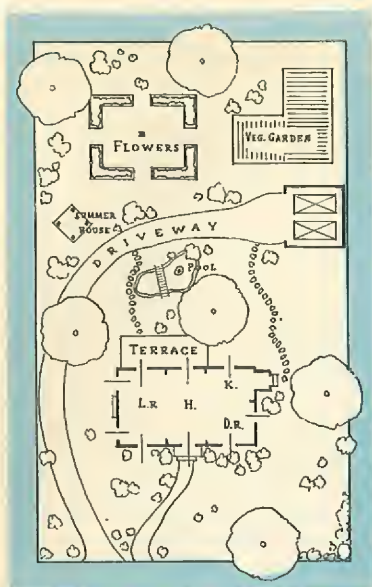 FLOWERS
VEG. GARDEN
SUMMER
HOUSE
DRIVEWAY
POOL
TERRACE
L.R.
H.
K.
D.R.